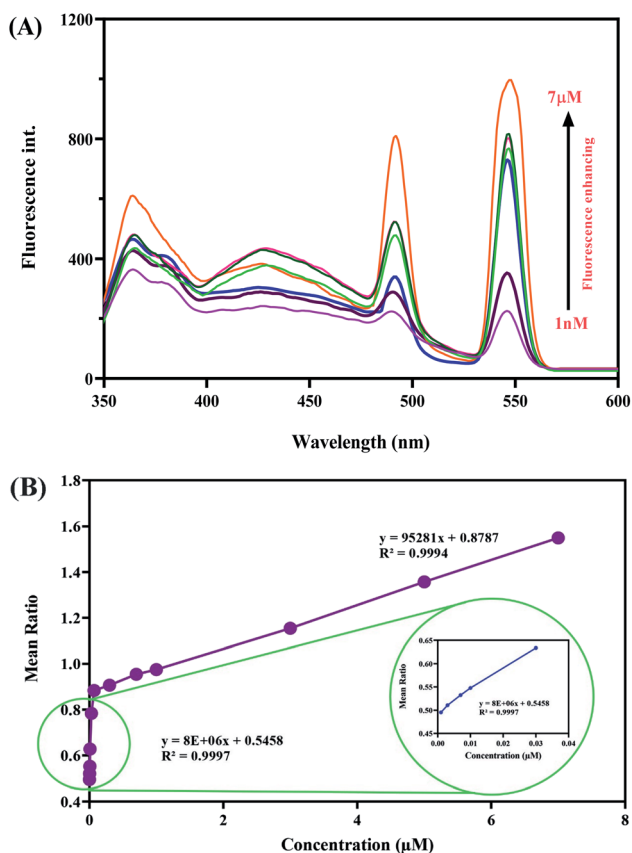 (A)
1200
800
400
0
Fluorescence int.
7µM
Fluorescence enhancing
1nM
350 400 450 500 550 600
Wavelength (nm)
(B)
1.8
1.6
1.4
1.2
1.0
0.8
0.6
0.4
Mean Ratio
y = 95281x + 0.8787
R² = 0.9994
y = 8E+06x + 0.5458
R² = 0.9997
0.65
0.60
0.55
0.50
0.45
Mean Ratio
y = 8E+06x + 0.5458
R² = 0.9997
0.00 0.01 0.02 0.03 0.04
Concentration (µM)
0 2 4 6 8
Concentration (µM)